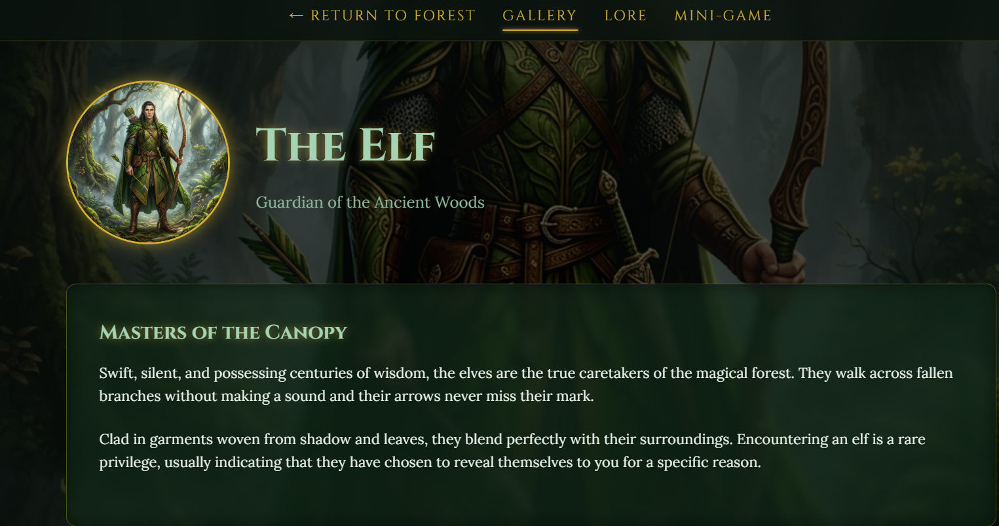 ← RETURN TO FOREST GALLERY LORE MINI-GAME
The Elf
Guardian of the Ancient Woods
Masters of the Canopy
Swift, silent, and possessing centuries of wisdom, the elves are the true caretakers of the magical forest. They walk across fallen
branches without making a sound and their arrows never miss their mark.
Clad in garments woven from shadow and leaves, they blend perfectly with their surroundings. Encountering an elf is a rare
privilege, usually indicating that they have chosen to reveal themselves to you for a specific reason.